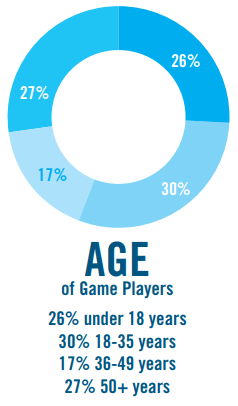 26%
27%
17%
30%
AGE
of Game Players
26% under 18 years
30% 18-35 years
17% 36-49 years
27% 50+ years